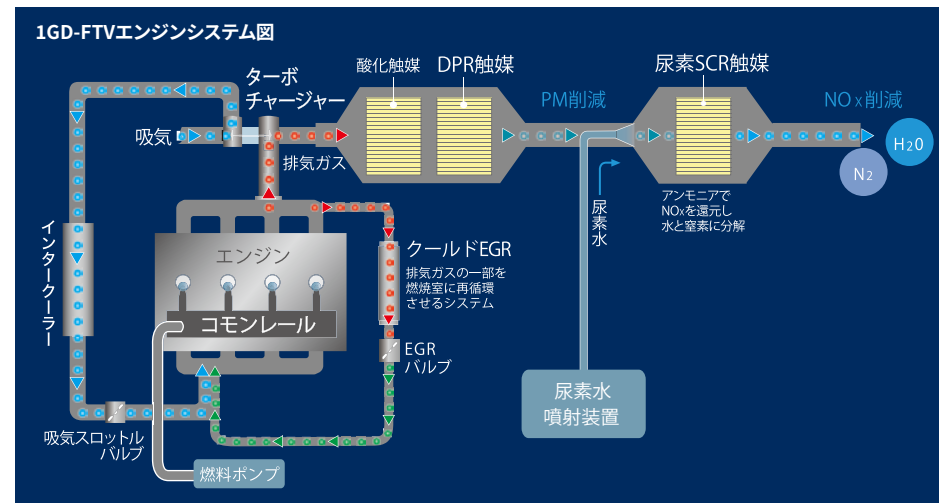 1GD-FTVエンジンシステム図
ターボ
チャージャー
酸化触媒
DPR触媒
尿素SCR触媒
PM削減
NOx削減
吸気
排気ガス
H2O
N2
尿素水
アンモニアで
NOxを還元し
水と窒素に分解
インタークーラー
エンジン
コモンレール
クールドEGR
排気ガスの一部を
燃焼室に再循環
させるシステム
EGR
バルブ
尿素水
噴射装置
吸気スロットル
バルブ
燃料ポンプ